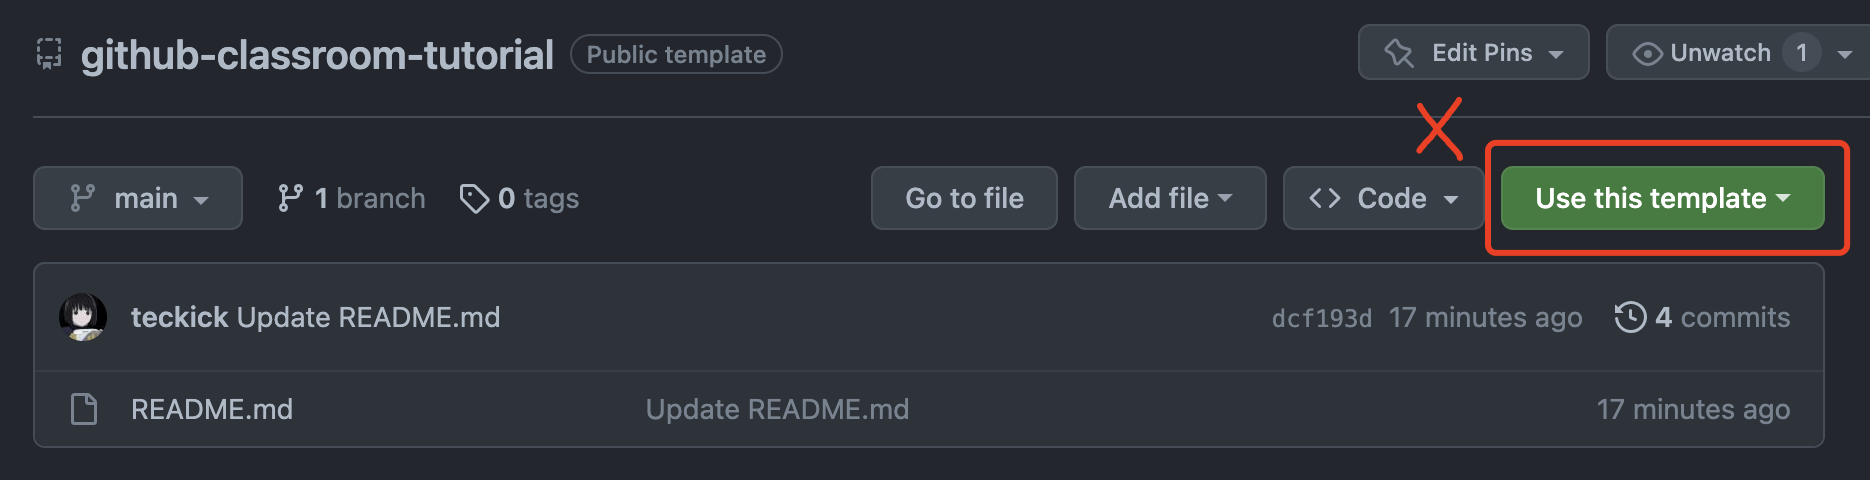 github-classroom-tutorial Public template Edit Pins Unwatch 1
main 1 branch 0 tags Go to file Add file <> Code Use this template
teckick Update README.md dcf193d 17 minutes ago 4 commits
README.md Update README.md 17 minutes ago